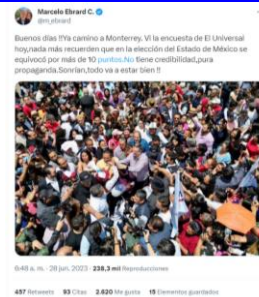 Marcelo Ebrard C.
@m_ebrard
Buenos días !!Ya camino a Monterrey. Vi la encuesta de El Universal
hoy,nada más recuerden que en la elección del Estado de México se
equivocó por más de 10 puntos.No tiene credibilidad,pura
propaganda.Sonrían,todo va a estar bien !!
6:48 a. m. · 28 jun. 2023 · 238,3 mil Reproducciones
457 Retweets 93 Citas 2.620 Me gusta 15 Elementos guardados